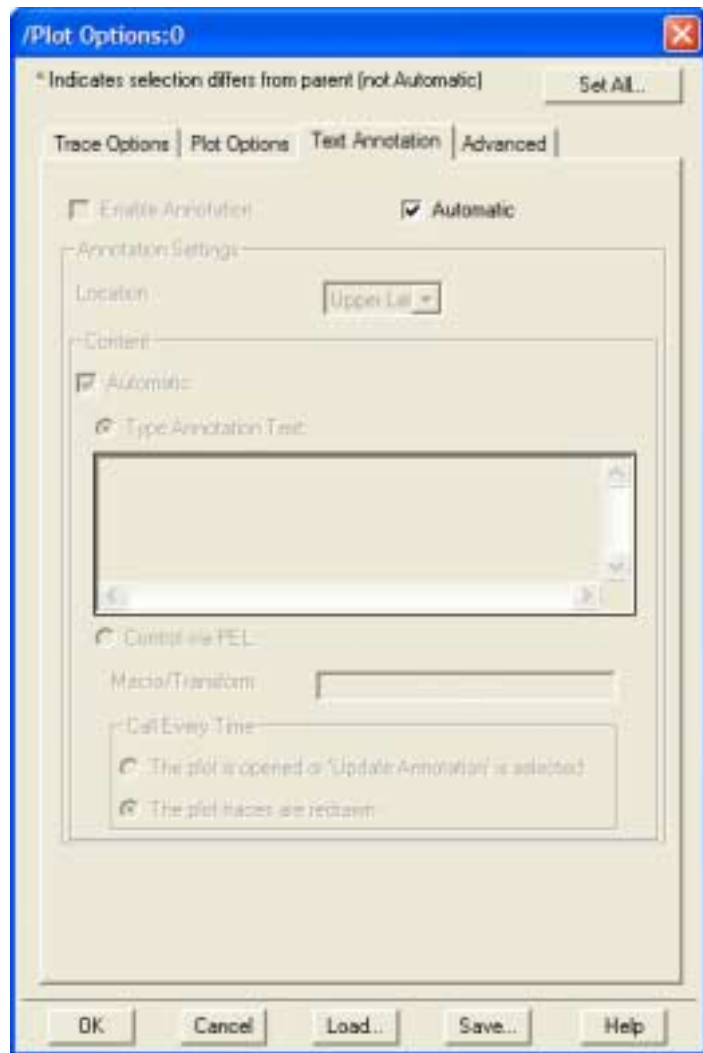 /Plot Options:0
* Indicates selection differs from parent (not Automatic)
Set All...
Trace Options
Plot Options
Text Annotation
Advanced
Enable Annotation
Automatic
Annotation Settings
Location
Upper Lef
Content
Automatic
Type Annotation Text:
Control via PEL:
Macro/Transform
Call Every Time
The plot is opened or 'Update Annotation' is selected
The plot traces are redrawn
OK
Cancel
Load...
Save...
Help